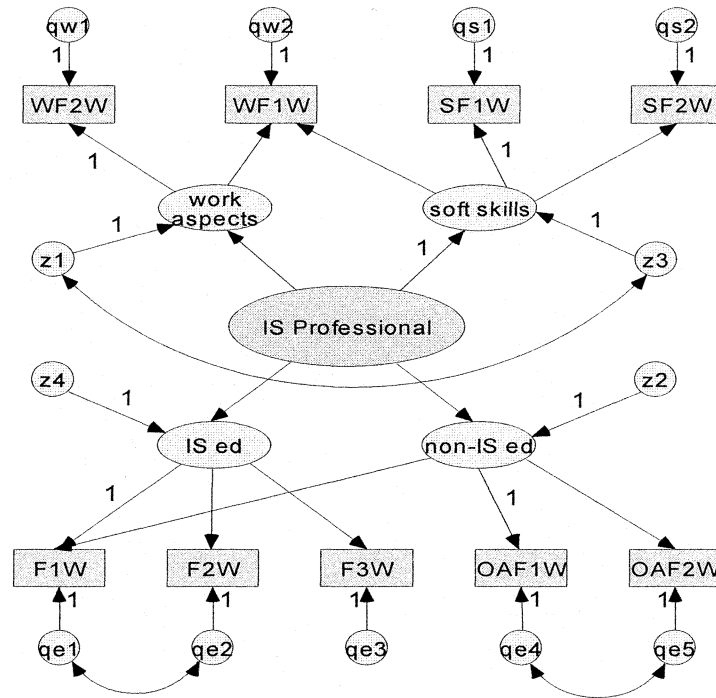 qw1 qw2 qs1 qs2
1 1 1 1
WF2W WF1W SF1W SF2W
1 1
work
aspects
soft skills
1 1 1
z1 z3
IS Professional
z4 z2
1 1
IS ed non-IS ed
1 1
F1W F2W F3W OAF1W OAF2W
1 1 1 1 1
qe1 qe2 qe3 qe4 qe5